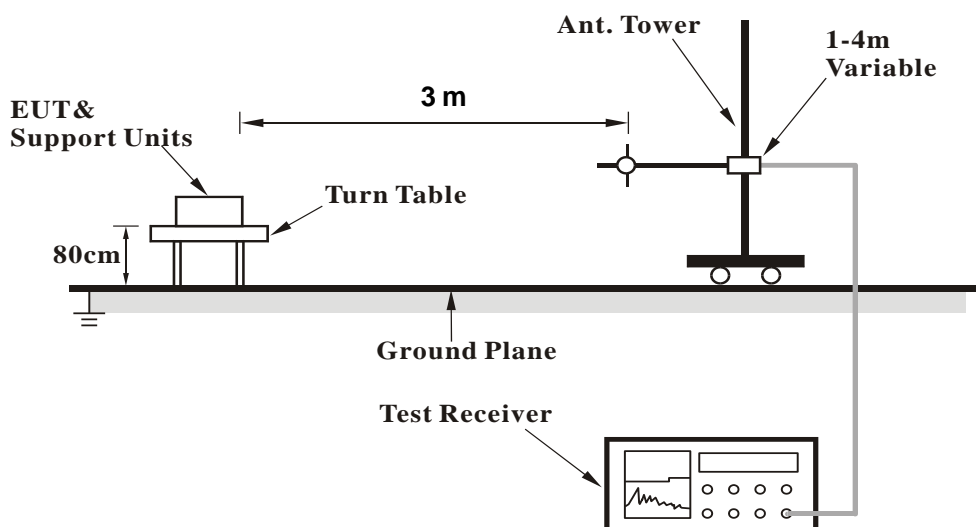 Ant. Tower
1-4m
Variable
3 m
EUT&
Support Units
Turn Table
80cm
Ground Plane
Test Receiver